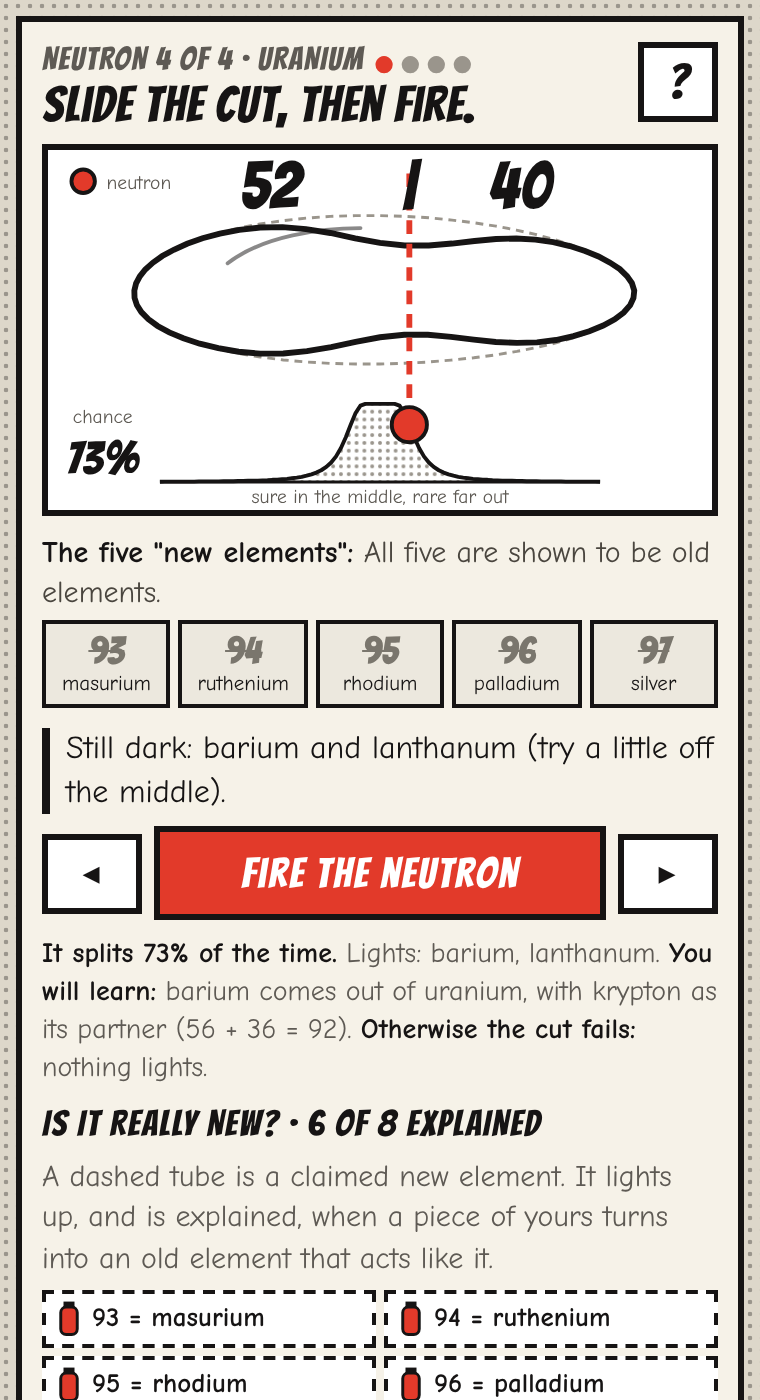 NEUTRON 4 OF 4 · URANIUM
SLIDE THE CUT, THEN FIRE.
?
neutron
52 / 40
chance
73%
sure in the middle, rare far out
The five "new elements": All five are shown to be old
elements.
93 94 95 96 97
masurium ruthenium rhodium palladium silver
Still dark: barium and lanthanum (try a little off
the middle).
◄ FIRE THE NEUTRON ►
It splits 73% of the time. Lights: barium, lanthanum. You
will learn: barium comes out of uranium, with krypton as
its partner (56 + 36 = 92). Otherwise the cut fails:
nothing lights.
IS IT REALLY NEW? · 6 OF 8 EXPLAINED
A dashed tube is a claimed new element. It lights
up, and is explained, when a piece of yours turns
into an old element that acts like it.
93 = masurium
94 = ruthenium
95 = rhodium
96 = palladium